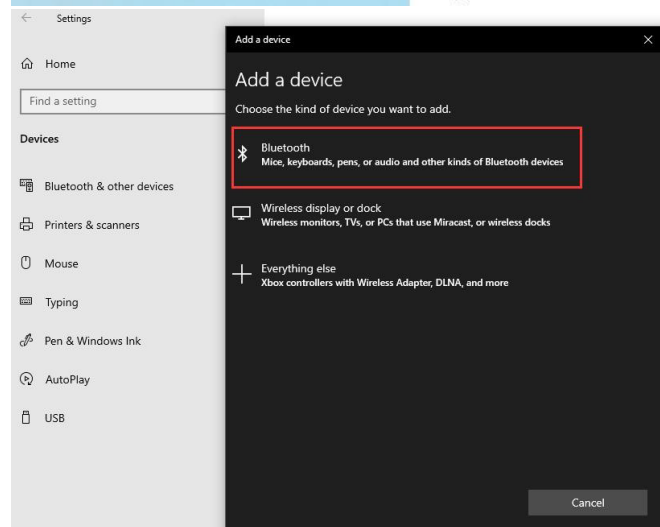 Settings
Home
Find a setting
Devices
Bluetooth & other devices
Printers & scanners
Mouse
Typing
Pen & Windows Ink
AutoPlay
USB
Add a device
Add a device
Choose the kind of device you want to add.
Bluetooth
Mice, keyboards, pens, or audio and other kinds of Bluetooth devices
Wireless display or dock
Wireless monitors, TVs, or PCs that use Miracast, or wireless docks
Everything else
Xbox controllers with Wireless Adapter, DLNA, and more
Cancel